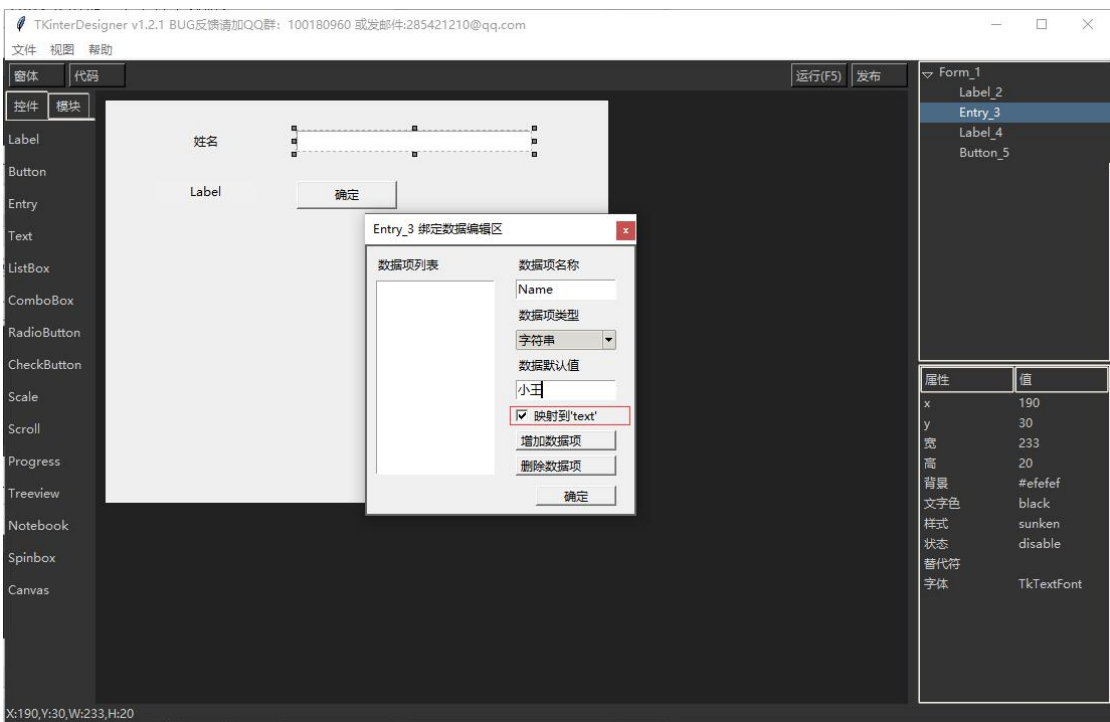 TKinterDesigner v1.2.1 BUG反馈请加QQ群：100180960 或发邮件:285421210@qq.com
文件 视图 帮助
窗体 代码 运行(F5) 发布
控件 模块
Label
Button
Entry
Text
ListBox
ComboBox
RadioButton
CheckButton
Scale
Scroll
Progress
Treeview
Notebook
Spinbox
Canvas
姓名
Label 确定
Entry_3 绑定数据编辑区 x
数据项列表
数据项名称
Name
数据项类型
字符串
数据默认值
小王
映射到'text'
增加数据项
删除数据项
确定
Form_1
Label_2
Entry_3
Label_4
Button_5
属性 值
x 190
y 30
宽 233
高 20
背景 #efefef
文字色 black
样式 sunken
状态 disable
替代符
字体 TkTextFont
X:190,Y:30,W:233,H:20